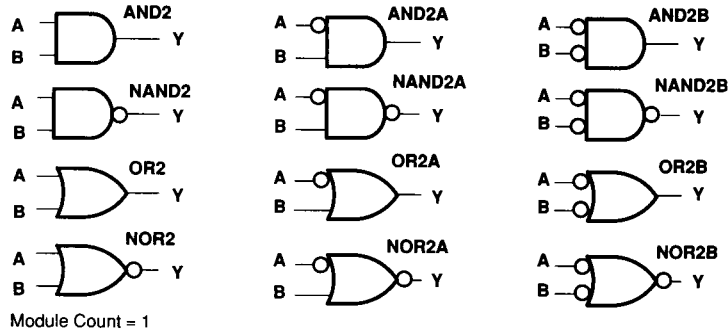 AND2 AND2A AND2B
A Y A Y A Y
B B B
NAND2 NAND2A NAND2B
A Y A Y A Y
B B B
OR2 OR2A OR2B
A Y A Y A Y
B B B
NOR2 NOR2A NOR2B
A Y A Y A Y
B B B
Module Count = 1